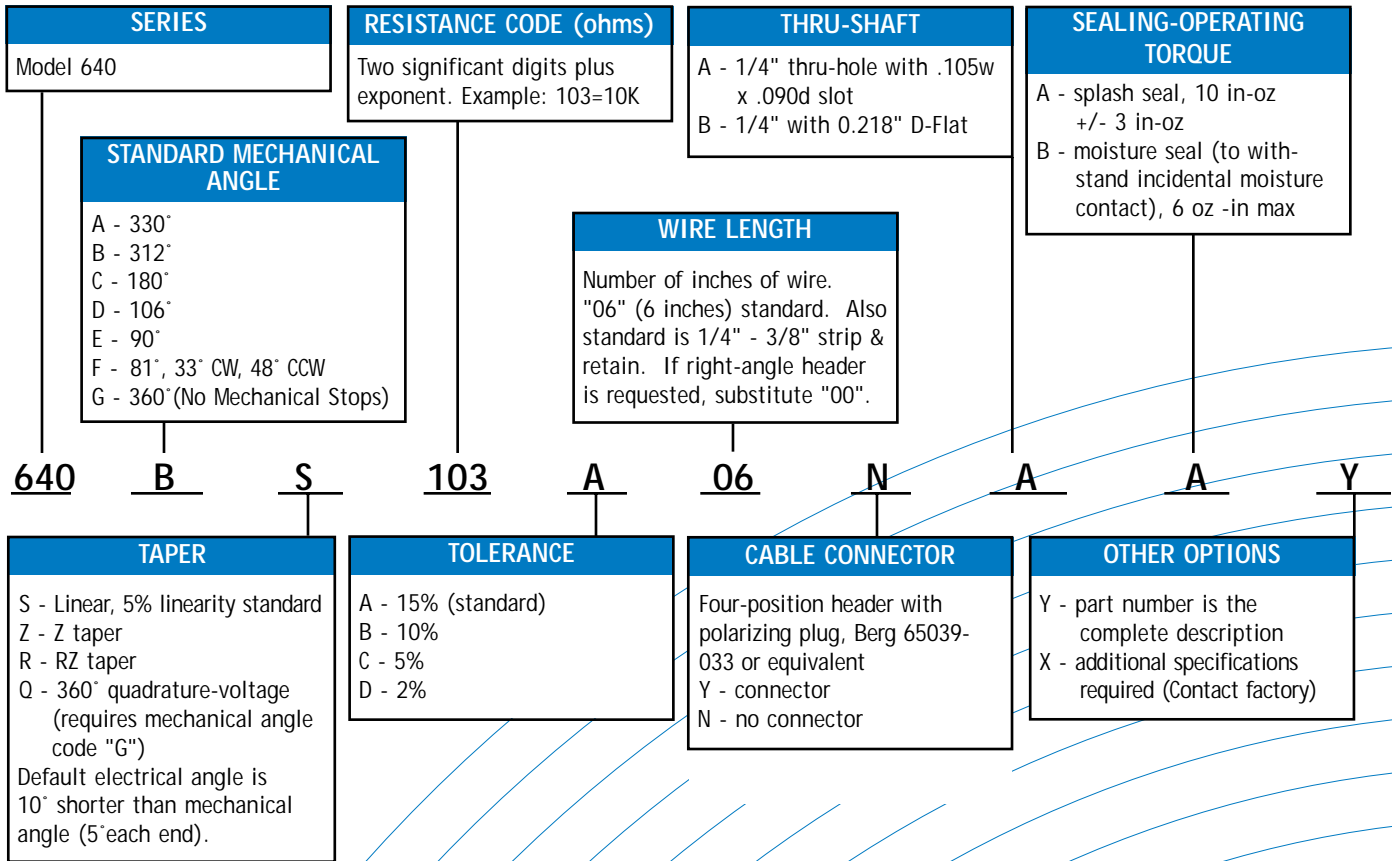 SERIES
Model 640
RESISTANCE CODE (ohms)
Two significant digits plus
exponent. Example: 103=10K
THRU-SHAFT
A - 1/4" thru-hole with .105w
x .090d slot
B - 1/4" with 0.218" D-Flat
SEALING-OPERATING
TORQUE
A - splash seal, 10 in-oz
+/- 3 in-oz
B - moisture seal (to with-
stand incidental moisture
contact), 6 oz -in max
STANDARD MECHANICAL
ANGLE
A - 330°
B - 312°
C - 180°
D - 106°
E - 90°
F - 81°, 33° CW, 48° CCW
G - 360°(No Mechanical Stops)
WIRE LENGTH
Number of inches of wire.
"06" (6 inches) standard. Also
standard is 1/4" - 3/8" strip &
retain. If right-angle header
is requested, substitute "00".
640 B S 103 A 06 N A A Y
TAPER
S - Linear, 5% linearity standard
Z - Z taper
R - RZ taper
Q - 360° quadrature-voltage
(requires mechanical angle
code "G")
Default electrical angle is
10° shorter than mechanical
angle (5°each end).
TOLERANCE
A - 15% (standard)
B - 10%
C - 5%
D - 2%
CABLE CONNECTOR
Four-position header with
polarizing plug, Berg 65039-
033 or equivalent
Y - connector
N - no connector
OTHER OPTIONS
Y - part number is the
complete description
X - additional specifications
required (Contact factory)